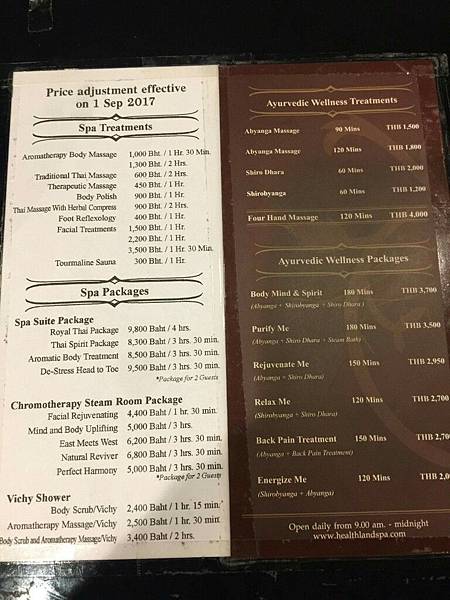 Price adjustment effective
on 1 Sep 2017
Spa Treatments
Aromatherapy Body Massage 1,000 Bht. / 1 Hr. 30 Min.
1,300 Bht. / 2 Hrs.
Traditional Thai Massage 600 Bht. / 2 Hrs.
Therapeutic Massage 450 Bht. / 1 Hr.
Body Polish 900 Bht. / 1 Hr.
Thai Massage With Herbal Compress 900 Bht. / 2 Hrs.
Foot Reflexology 400 Bht. / 1 Hr.
Facial Treatments 1,500 Bht. / 1 Hr.
2,200 Bht. / 1 Hr.
3,500 Bht. / 1 Hr. 30 Min.
Tourmaline Sauna 300 Bht. / 1 Hr.
Spa Packages
Spa Suite Package
Royal Thai Package 9,800 Baht / 4 hrs.
Thai Spirit Package 8,300 Baht / 3 hrs. 30 min.
Aromatic Body Treatment 8,500 Baht / 3 hrs. 30 min.
De-Stress Head to Toe 9,500 Baht / 3 hrs. 30 min.
*Package for 2 Guests
Chromotherapy Steam Room Package
Facial Rejuvenating 4,400 Baht / 1 hr. 30 min.
Mind and Body Uplifting 5,000 Baht / 3 hrs.
East Meets West 6,200 Baht / 3 hrs. 30 min.
Natural Reviver 6,800 Baht / 3 hrs. 30 min.
Perfect Harmony 5,000 Baht / 3 hrs. 30 min.
*Package for 2 Guests
Vichy Shower
Body Scrub/Vichy 2,400 Baht / 1 hr. 15 min.
Aromatherapy Massage/Vichy 2,500 Baht / 1 hr. 30 min.
Body Scrub and Aromatherapy Massage/Vichy 3,400 Baht / 2 hrs.
Ayurvedic Wellness Treatments
Abyanga Massage 90 Mins THB 1,500
Abyanga Massage 120 Mins THB 1,800
Shiro Dhara 60 Mins THB 2,000
Shirobyanga 60 Mins THB 1,200
Four Hand Massage 120 Mins THB 4,000
Ayurvedic Wellness Packages
Body Mind & Spirit 180 Mins THB 3,700
(Abyanga + Shirobyanga + Shiro Dhara )
Purify Me 180 Mins THB 3,500
(Abyanga + Shiro Dhara + Steam Bath)
Rejuvenate Me 150 Mins THB 2,950
(Abyanga + Shiro Dhara)
Relax Me 120 Mins THB 2,700
(Shirobyanga + Shiro Dhara)
Back Pain Treatment 150 Mins THB 2,70
(Abyanga + Back Pain Treatment)
Energize Me 120 Mins THB 2,0
(Shirobyanga + Abyanga)
Open daily from 9.00 am. - midnight
www.healthlandspa.com